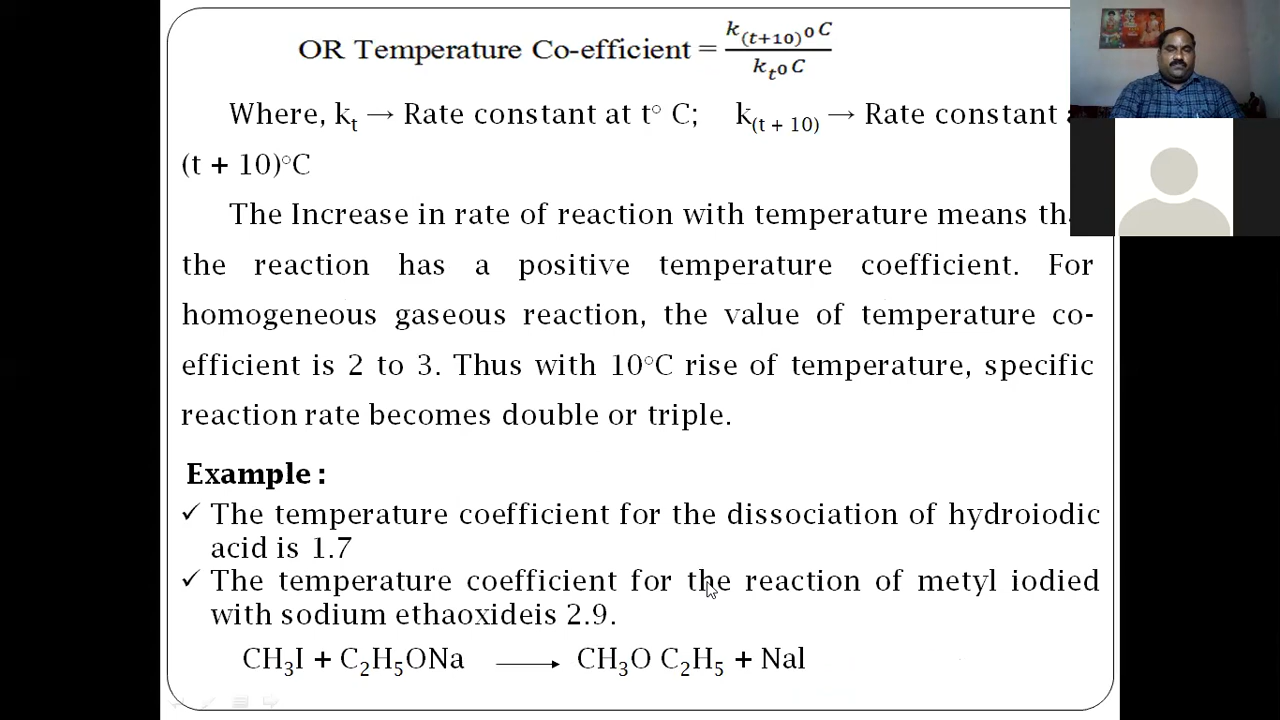 OR Temperature Co-efficient = k(t+10)⁰C / kt⁰C
Where, kt → Rate constant at t° C; k(t + 10) → Rate constant
(t + 10)°C
The Increase in rate of reaction with temperature means
the reaction has a positive temperature coefficient. For
homogeneous gaseous reaction, the value of temperature co-
efficient is 2 to 3. Thus with 10°C rise of temperature, specific
reaction rate becomes double or triple.
Example :
✓ The temperature coefficient for the dissociation of hydroiodic
acid is 1.7
✓ The temperature coefficient for the reaction of metyl iodied
with sodium ethaoxideis 2.9.
CH₃I + C₂H₅ONa ⟶ CH₃O C₂H₅ + NaI